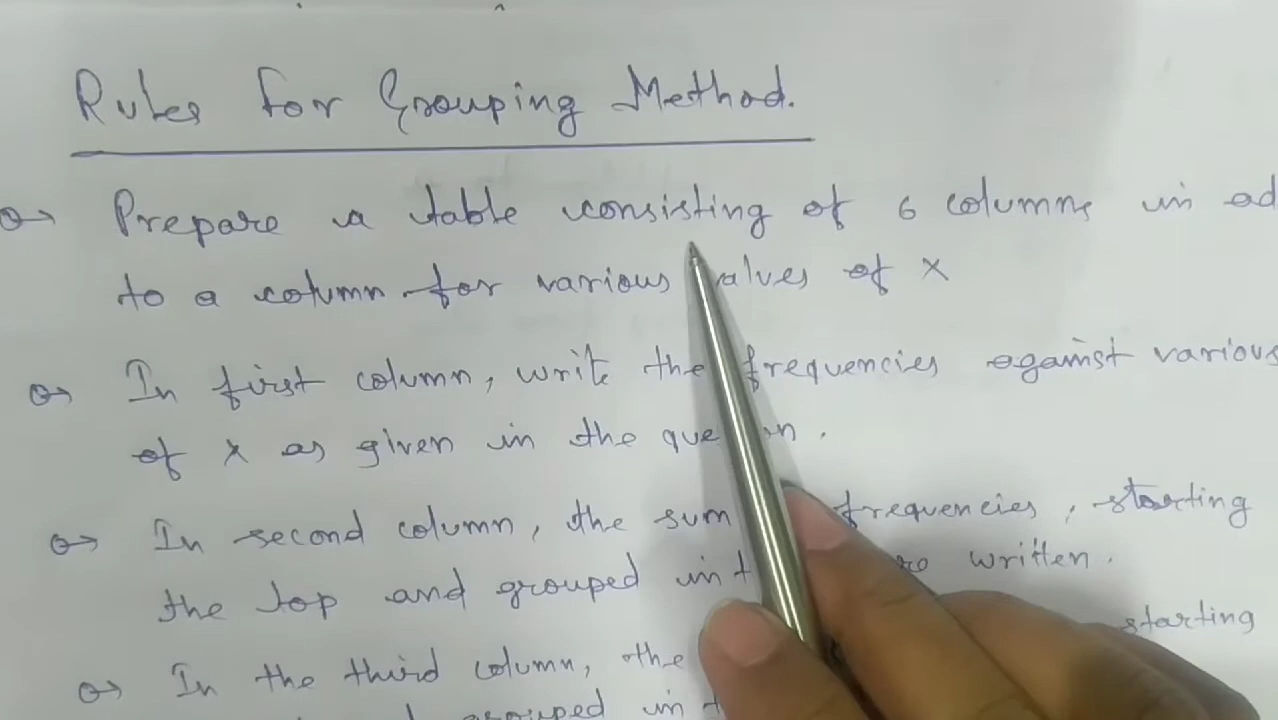 Rules for Grouping Method.
Prepare a table consisting of 6 columns in ad
to a column for various values of x
In first column, write the frequencies against various
of x as given in the que n.
In second column, the sum frequencies, starting
the top and grouped in t written.
In the third column, the starting
grouped in t